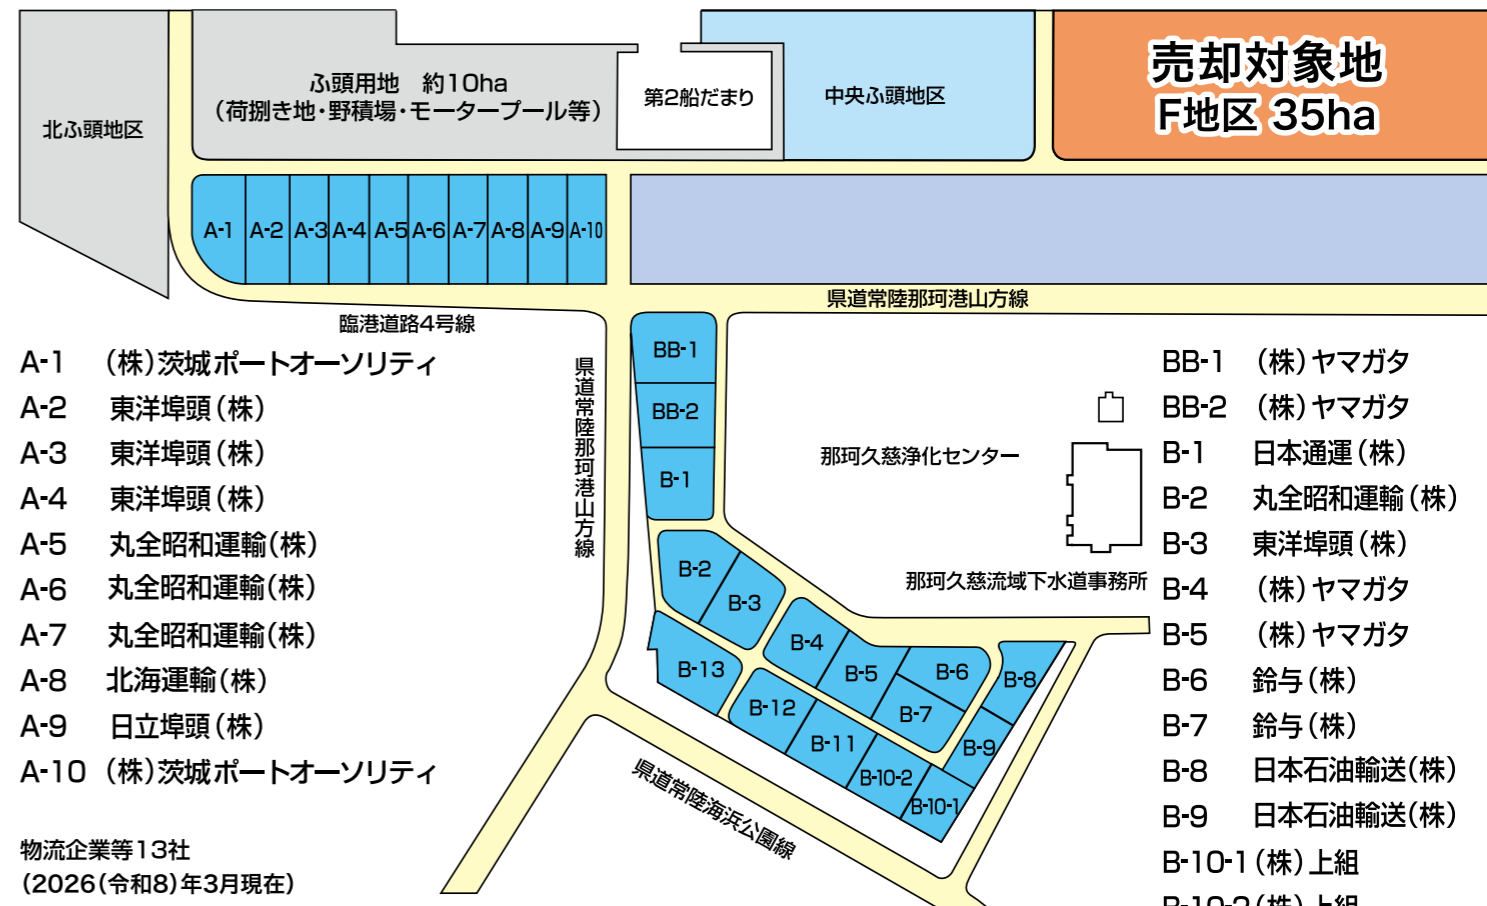 売却対象地
F地区 35ha
ふ頭用地 約10ha
（荷捌き地・野積場・モータープール等）
第2船だまり
中央ふ頭地区
北ふ頭地区
A-1
A-2
A-3
A-4
A-5
A-6
A-7
A-8
A-9
A-10
県道常陸那珂港山方線
臨港道路4号線
県道常陸那珂港山方線
BB-1
BB-2
B-1
B-2
B-3
B-4
B-5
B-6
B-7
B-8
B-9
B-13
B-12
B-11
B-10-2
B-10-1
那珂久慈浄化センター
那珂久慈流域下水道事務所
県道常陸海浜公園線
A-1 （株）茨城ポートオーソリティ
A-2 東洋埠頭（株）
A-3 東洋埠頭（株）
A-4 東洋埠頭（株）
A-5 丸全昭和運輸（株）
A-6 丸全昭和運輸（株）
A-7 丸全昭和運輸（株）
A-8 北海運輸（株）
A-9 日立埠頭（株）
A-10 （株）茨城ポートオーソリティ
物流企業等13社
（2026（令和8）年3月現在）
BB-1 （株）ヤマガタ
BB-2 （株）ヤマガタ
B-1 日本通運（株）
B-2 丸全昭和運輸（株）
B-3 東洋埠頭（株）
B-4 （株）ヤマガタ
B-5 （株）ヤマガタ
B-6 鈴与（株）
B-7 鈴与（株）
B-8 日本石油輸送（株）
B-9 日本石油輸送（株）
B-10-1（株）上組
B-10-2（株）上組